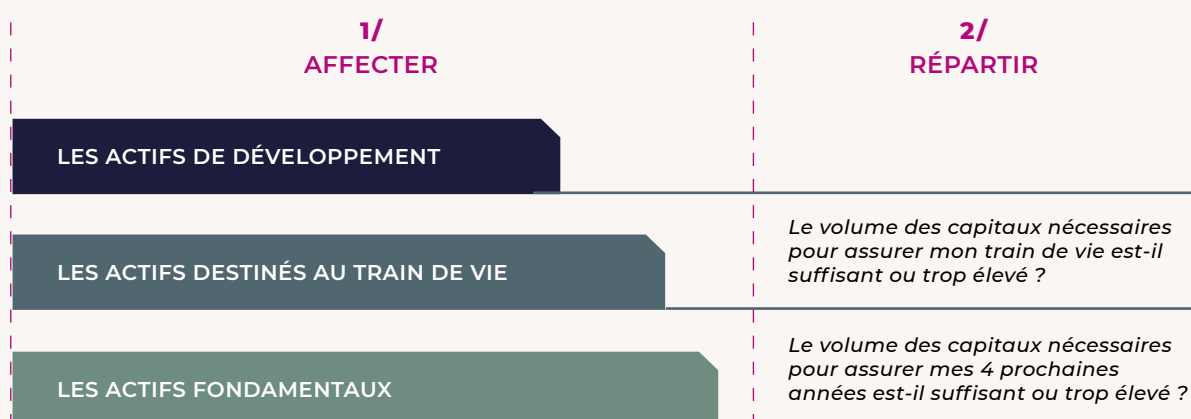 1/
AFFECTER
2/
RÉPARTIR
LES ACTIFS DE DÉVELOPPEMENT
LES ACTIFS DESTINÉS AU TRAIN DE VIE
Le volume des capitaux nécessaires
pour assurer mon train de vie est-il
suffisant ou trop élevé ?
LES ACTIFS FONDAMENTAUX
Le volume des capitaux nécessaires
pour assurer mes 4 prochaines
années est-il suffisant ou trop élevé ?